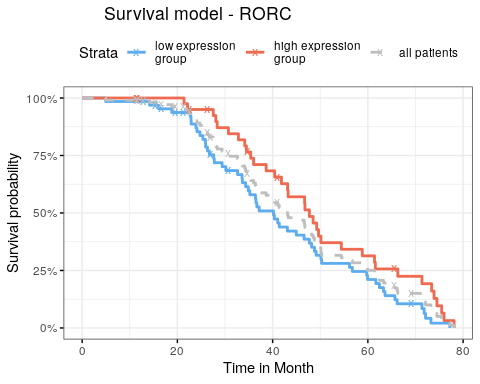 Survival model - RORC
Strata
low expression
group
high expression
group
all patients
Survival probability
100%
75%
50%
25%
0%
0
20
40
60
80
Time in Month